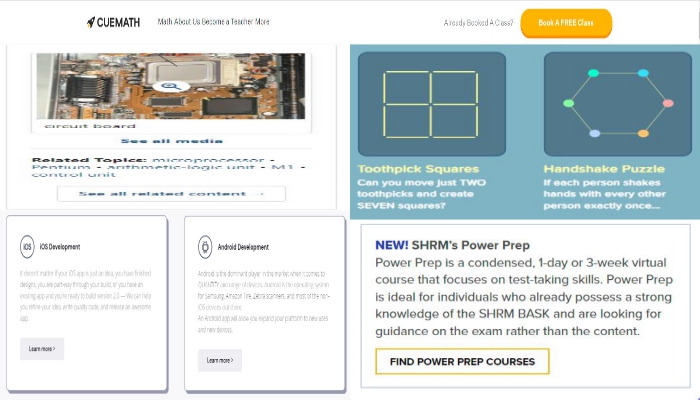 CUEMATH
Math About Us Become a Teacher More
Already Booked A Class?
Book A FREE Class
circuit board
See all media
Related Topics: microprocessor -
Pentium - arithmetic-logic unit - M1 -
control unit
See all related content →
Toothpick Squares
Can you move just TWO
toothpicks and create
SEVEN squares?
Handshake Puzzle
If each person shakes
hands with every other
person exactly once...
iOS
iOS Development
It doesn't matter if your iOS app is just an idea, you have finished
designs, you are part-way through your build, or you have an
existing app and you're ready to build version 2.0 — We can help
you refine your idea, write quality code, and release an awesome
app.
Learn more >
Android Development
Android is the dominant player in the market when it comes to
QUANTITY and range of devices. Android is the operating system
for Samsung, Amazon Fire, Zebra scanners, and most of the non-
iOS devices out there.
An Android app will allow you expand your platform to new uses
and new devices.
Learn more >
NEW! SHRM's Power Prep
Power Prep is a condensed, 1-day or 3-week virtual
course that focuses on test-taking skills. Power Prep
is ideal for individuals who already possess a strong
knowledge of the SHRM BASK and are looking for
guidance on the exam rather than the content.
FIND POWER PREP COURSES